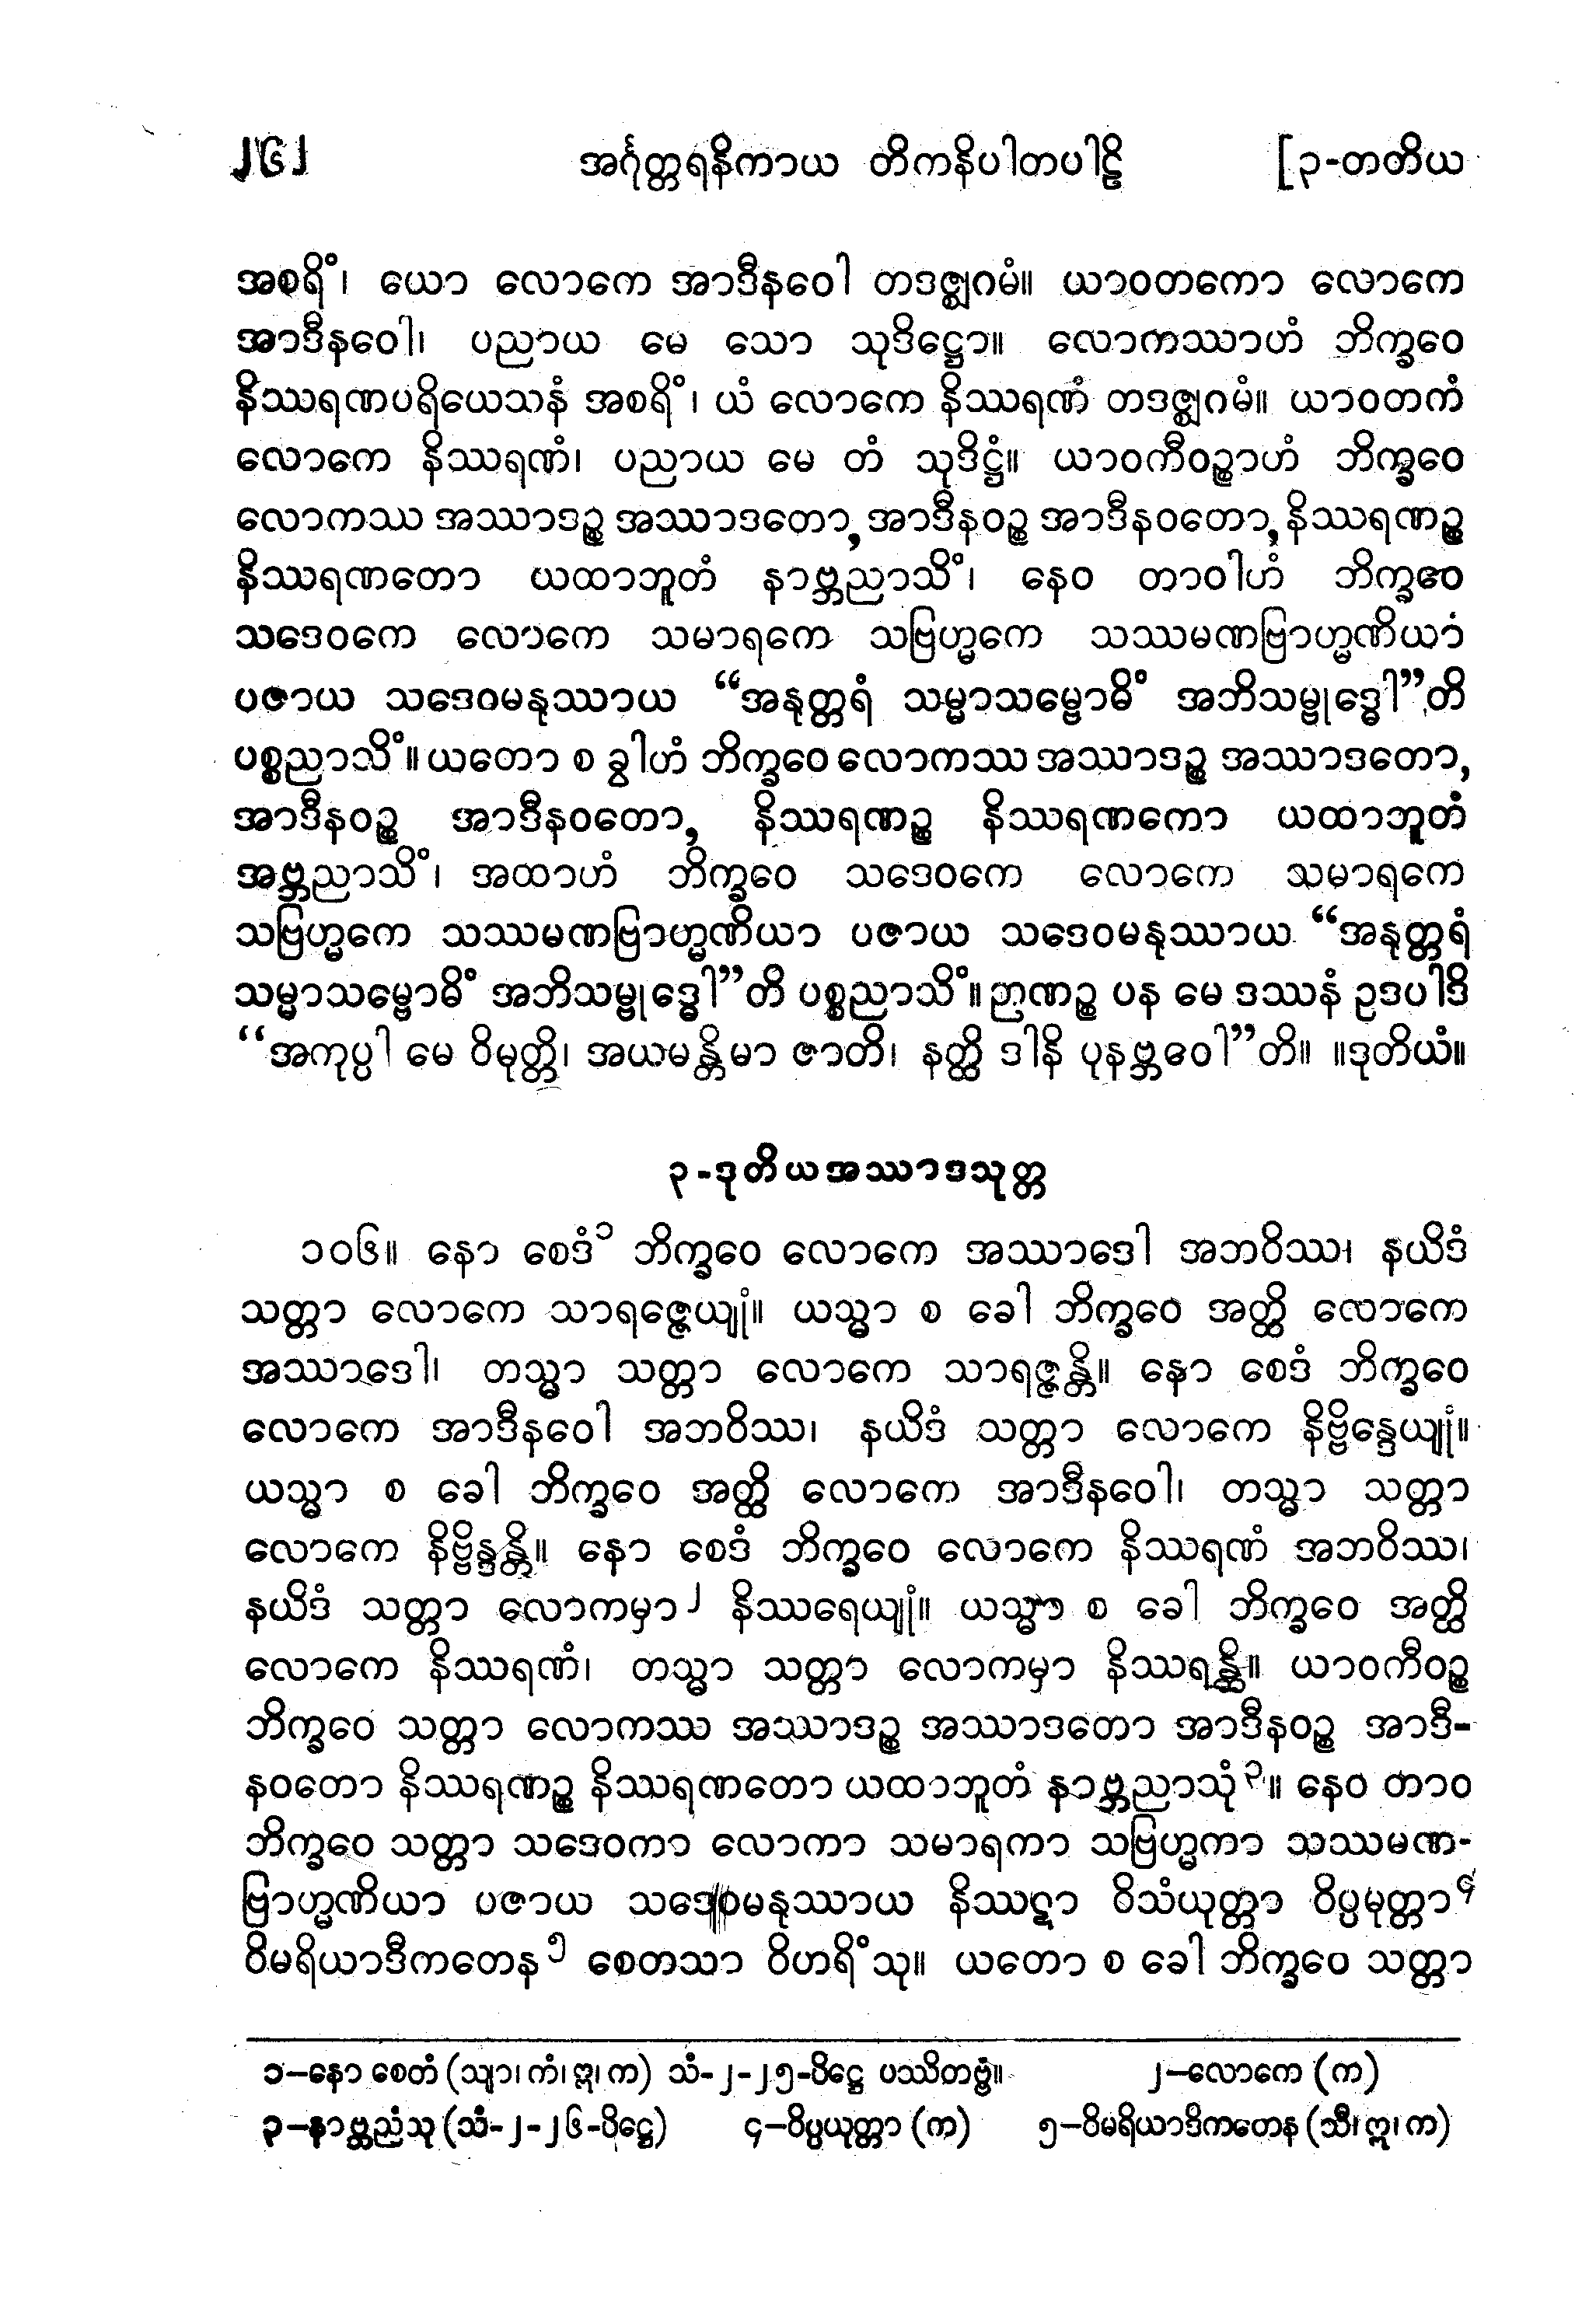 ၂၆၂ အင်္ဂုတ္တရနိကာယ တိကနိပါတပါဠိ [၃-တတိယ
အစရိံ၊ ယော လောကေ အာဒီနဝေါ တဒဇ္ဈဂမံ။ ယာဝတကော လောကေ
အာဒီနဝေါ၊ ပညာယ မေ သော သုဒိဋ္ဌော။ လောကဿာဟံ ဘိက္ခဝေ
နိဿရဏပရိယေသနံ အစရိံ၊ ယံ လောကေ နိဿရဏံ တဒဇ္ဈဂမံ။ ယာဝတကံ
လောကေ နိဿရဏံ၊ ပညာယ မေ တံ သုဒိဋ္ဌံ။ ယာဝကီဝဉ္စာဟံ ဘိက္ခဝေ
လောကဿ အဿာဒဉ္စ အဿာဒတော, အာဒီနဝဉ္စ အာဒီနဝတော, နိဿရဏဉ္စ
နိဿရဏတော ယထာဘူတံ နာဗ္ဘညာသိံ၊ နေဝ တာဝါဟံ ဘိက္ခဝေ
သဒေဝကေ လောကေ သမာရကေ သဗြဟ္မကေ သဿမဏဗြာဟ္မဏိယာ
ပဇာယ သဒေဝမနုဿာယ “အနုတ္တရံ သမ္မာသမ္ဗောဓိံ အဘိသမ္ဗုဒ္ဓေါ”တိ
ပစ္စညာသိံ။ ယတော စ ခွါဟံ ဘိက္ခဝေ လောကဿ အဿာဒဉ္စ အဿာဒတော,
အာဒီနဝဉ္စ အာဒီနဝတော, နိဿရဏဉ္စ နိဿရဏကော ယထာဘူတံ
အဗ္ဘညာသိံ၊ အထာဟံ ဘိက္ခဝေ သဒေဝကေ လောကေ သမာရကေ
သဗြဟ္မကေ သဿမဏဗြာဟ္မဏိယာ ပဇာယ သဒေဝမနုဿာယ “အနုတ္တရံ
သမ္မာသမ္ဗောဓိံ အဘိသမ္ဗုဒ္ဓေါ”တိ ပစ္စညာသိံ။ ဉာဏဉ္စ ပန မေ ဒဿနံ ဥဒပါဒိ
“အကုပ္ပါ မေ ဝိမုတ္တိ၊ အယမန္တိမာ ဇာတိ၊ နတ္ထိ ဒါနိ ပုနဗ္ဘဝေါ”တိ။ ။ဒုတိယံ။
၃-ဒုတိယအဿာဒသုတ္တ
၁၀၆။ နော စေဒံ၁ ဘိက္ခဝေ လောကေ အဿာဒေါ အဘဝိဿ၊ နယိဒံ
သတ္တာ လောကေ သာရဇ္ဇေယျုံ။ ယသ္မာ စ ခေါ ဘိက္ခဝေ အတ္ထိ လောကေ
အဿာဒေါ၊ တသ္မာ သတ္တာ လောကေ သာရဇ္ဇန္တိ။ နော စေဒံ ဘိက္ခဝေ
လောကေ အာဒီနဝေါ အဘဝိဿ၊ နယိဒံ သတ္တာ လောကေ နိဗ္ဗိန္ဒေယျုံ။
ယသ္မာ စ ခေါ ဘိက္ခဝေ အတ္ထိ လောကေ အာဒီနဝေါ၊ တသ္မာ သတ္တာ
လောကေ နိဗ္ဗိန္ဒန္တိ။ နော စေဒံ ဘိက္ခဝေ လောကေ နိဿရဏံ အဘဝိဿ၊
နယိဒံ သတ္တာ လောကမှာ၂ နိဿရေယျုံ။ ယသ္မာ စ ခေါ ဘိက္ခဝေ အတ္ထိ
လောကေ နိဿရဏံ၊ တသ္မာ သတ္တာ လောကမှာ နိဿရန္တိ။ ယာဝကီဝဉ္စ
ဘိက္ခဝေ သတ္တာ လောကဿ အဿာဒဉ္စ အဿာဒတော အာဒီနဝဉ္စ အာဒီ-
နဝတော နိဿရဏဉ္စ နိဿရဏတော ယထာဘူတံ နာဗ္ဘညာသုံ၃။ နေဝ တာဝ
ဘိက္ခဝေ သတ္တာ သဒေဝကာ လောကာ သမာရကာ သဗြဟ္မကာ သဿမဏ-
ဗြာဟ္မဏိယာ ပဇာယ သဒေဝမနုဿာယ နိဿဋာ ဝိသံယုတ္တာ ဝိပ္ပမုတ္တာ၄
ဝိမရိယာဒီကတေန၅ စေတသာ ဝိဟရိံသု။ ယတော စ ခေါ ဘိက္ခဝေ သတ္တာ
၁–နော စေတံ (သျာ၊ ကံ၊ ဣ၊ က) သံ-၂-၂၅-ပိဋ္ဌေ ပဿိတဗ္ဗံ။ ၂–လောကေ (က)
၃–နာဗ္ဘညံသု (သံ-၂-၂၆-ပိဋ္ဌေ) ၄–ဝိပ္ပယုတ္တာ (က) ၅–ဝိမရိယာဒိကတေန (သီ၊ ဣ၊ က)